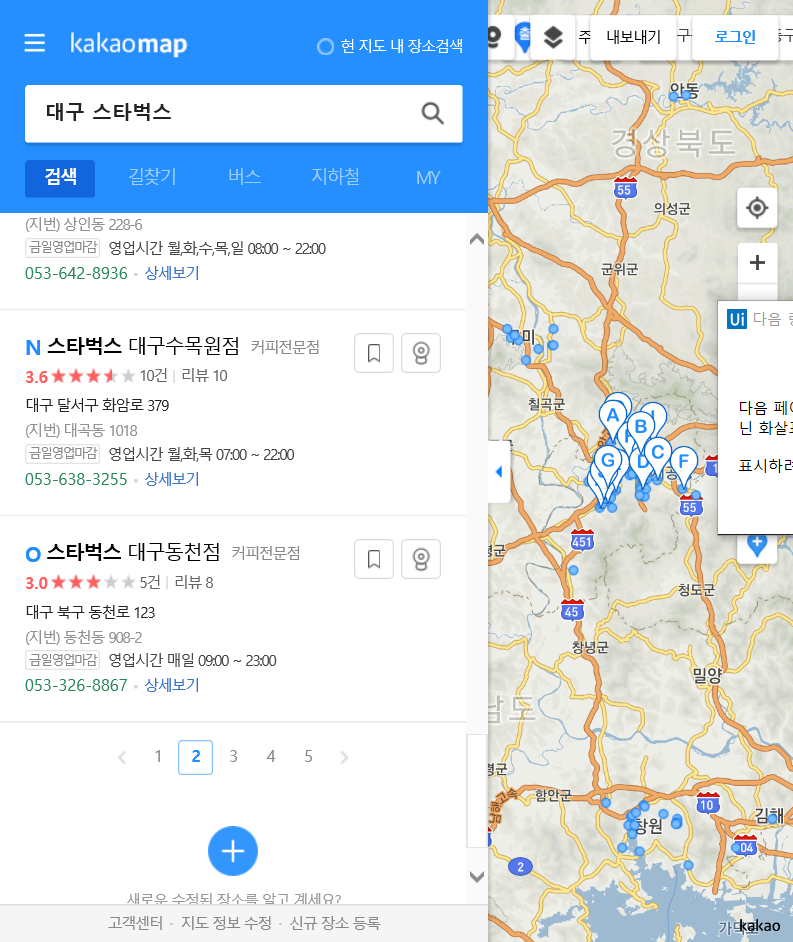 kakaomap
현 지도 내 장소검색
대구 스타벅스
검색 길찾기 버스 지하철 MY
(지번) 상인동 228-6
금일영업마감 영업시간 월,화,수,목,일 08:00 ~ 22:00
053-642-8936 • 상세보기
N 스타벅스 대구수목원점 커피전문점
3.6 10건 | 리뷰 10
대구 달서구 화암로 379
(지번) 대곡동 1018
금일영업마감 영업시간 월,화,목 07:00 ~ 22:00
053-638-3255 • 상세보기
O 스타벅스 대구동천점 커피전문점
3.0 5건 | 리뷰 8
대구 북구 동천로 123
(지번) 동천동 908-2
금일영업마감 영업시간 매일 09:00 ~ 23:00
053-326-8867 • 상세보기
1 2 3 4 5
새로운 수정된 장소를 알고 계세요?
고객센터 · 지도 정보 수정 · 신규 장소 등록
출 주 내보내기 구 로그인
안동
경상북도
55
의성군
군위군
Ui 다음
미
칠곡군
다음 페이
닌 화살표
표시하려
A
B
C
D
F
G
55
451
45
청도군
창녕군
밀양
남도
함안군
남해고속
10
김해
창원
04
2
kakao